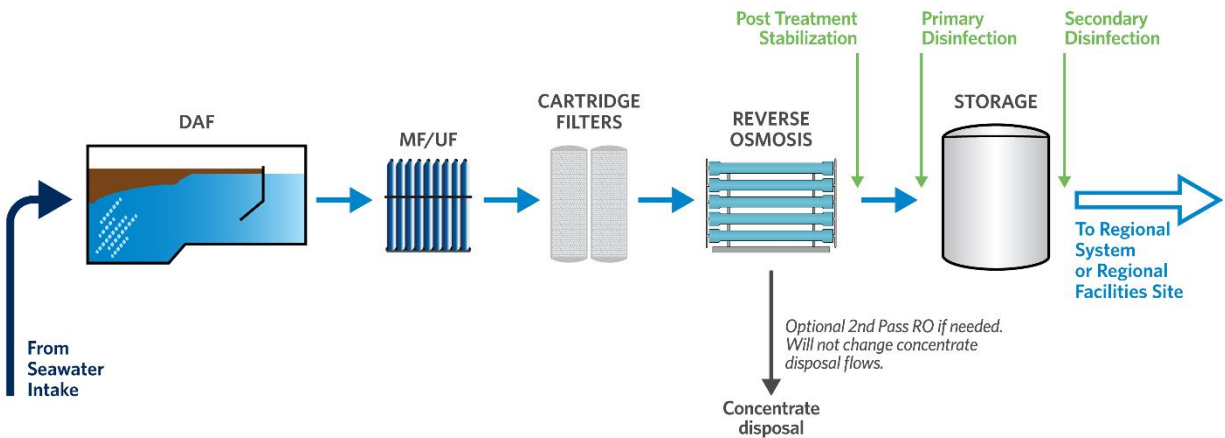 Post Treatment
Stabilization
Primary
Disinfection
Secondary
Disinfection
DAF
MF/UF
CARTRIDGE
FILTERS
REVERSE
OSMOSIS
STORAGE
To Regional
System
or Regional
Facilities Site
From
Seawater
Intake
Optional 2nd Pass RO if needed.
Will not change concentrate
disposal flows.
Concentrate
disposal